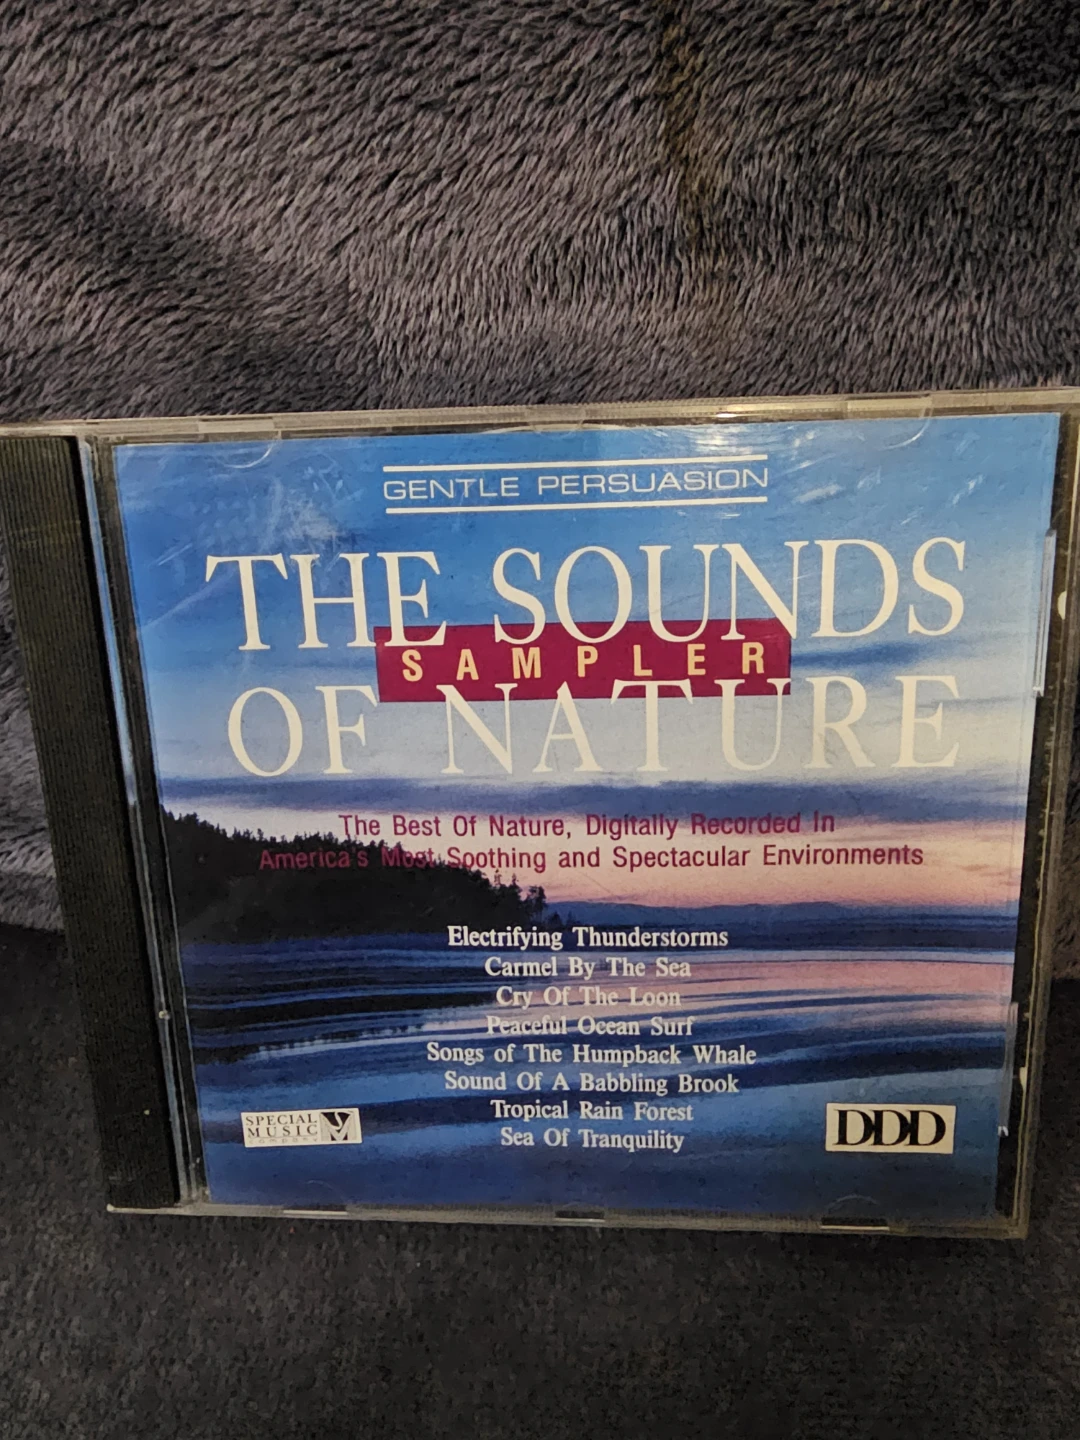 GENTLE PERSUASION
THE SOUNDS
SAMPLER
OF NATURE
The Best Of Nature, Digitally Recorded In
America's Most Soothing and Spectacular Environments
Electrifying Thunderstorms
Carmel By The Sea
Cry Of The Loon
Peaceful Ocean Surf
Songs of The Humpback Whale
Sound Of A Babbling Brook
Tropical Rain Forest
Sea Of Tranquility
SPECIAL
MUSIC
COMPANY
DDD